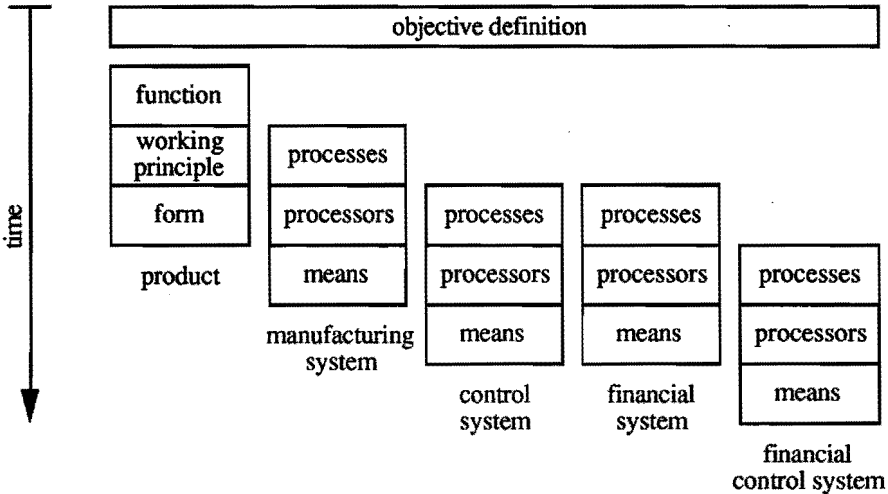 objective definition
time
function
working
principle
form
product
processes
processors
means
manufacturing
system
processes
processors
means
control
system
processes
processors
means
financial
system
processes
processors
means
financial
control system